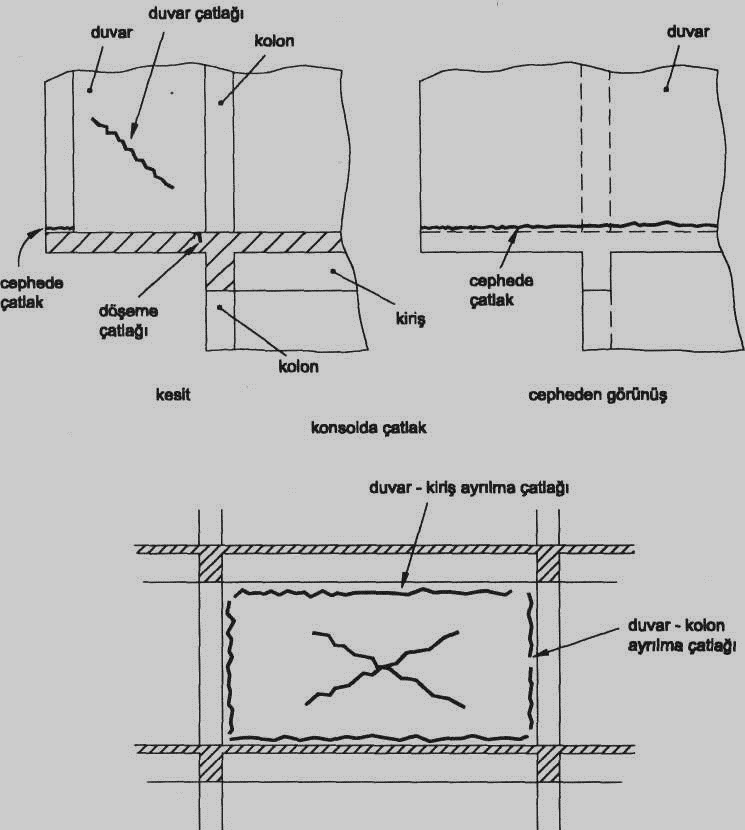 duvar çatlağı
duvar
kolon
duvar
cephede
çatlak
döşeme
çatlağı
kolon
kiriş
cephede
çatlak
kesit
cepheden görünüş
konsolda çatlak
duvar - kiriş ayrılma çatlağı
duvar - kolon
ayrılma çatlağı